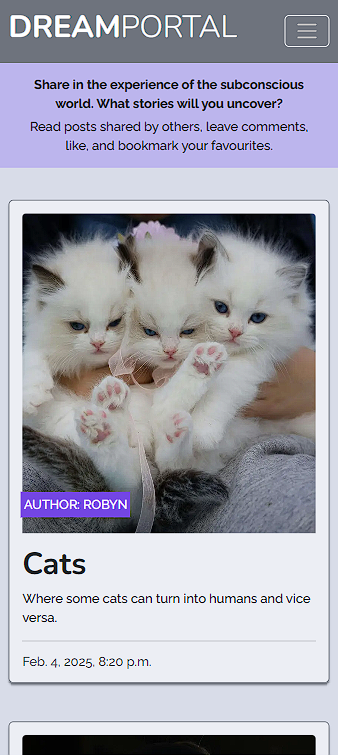 DREAMPORTAL
Share in the experience of the subconscious
world. What stories will you uncover?
Read posts shared by others, leave comments,
like, and bookmark your favourites.
AUTHOR: ROBYN
Cats
Where some cats can turn into humans and vice
versa.
Feb. 4, 2025, 8:20 p.m.